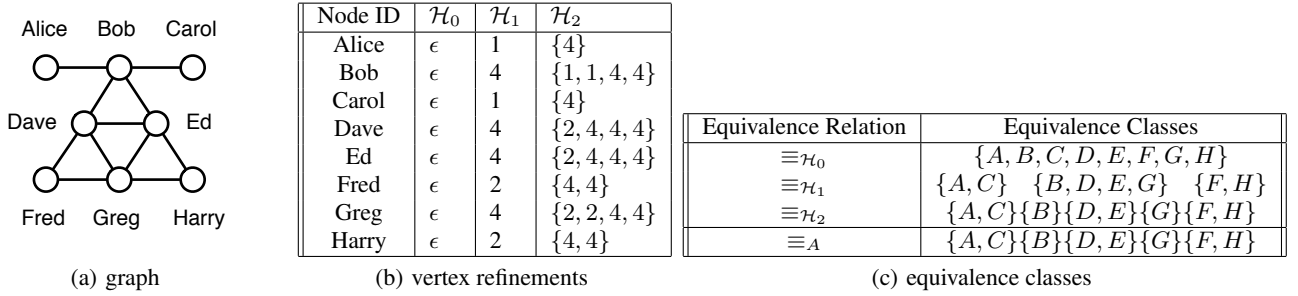 Alice Bob Carol
Dave Ed
Fred Greg Harry
(a) graph
Node ID ℋ₀ ℋ₁ ℋ₂
Alice ϵ 1 {4}
Bob ϵ 4 {1, 1, 4, 4}
Carol ϵ 1 {4}
Dave ϵ 4 {2, 4, 4, 4}
Ed ϵ 4 {2, 4, 4, 4}
Fred ϵ 2 {4, 4}
Greg ϵ 4 {2, 2, 4, 4}
Harry ϵ 2 {4, 4}
(b) vertex refinements
Equivalence Relation Equivalence Classes
≡ℋ₀ {A, B, C, D, E, F, G, H}
≡ℋ₁ {A, C} {B, D, E, G} {F, H}
≡ℋ₂ {A, C}{B}{D, E}{G}{F, H}
≡A {A, C}{B}{D, E}{G}{F, H}
(c) equivalence classes